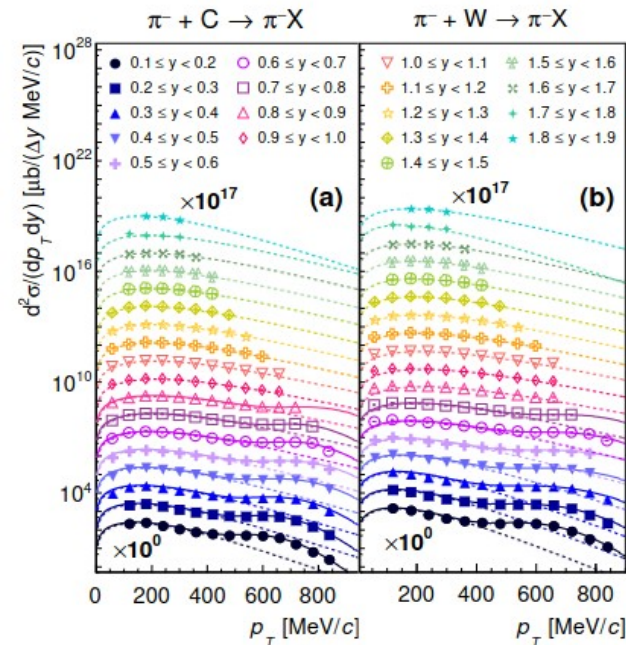 π⁻ + C → π⁻X
π⁻ + W → π⁻X
d²σ/(dp_T dy) [μb/(Δy MeV/c)]
10²⁸
10²²
10¹⁶
10¹⁰
10⁴
0.1 ≤ y < 0.2
0.2 ≤ y < 0.3
0.3 ≤ y < 0.4
0.4 ≤ y < 0.5
0.5 ≤ y < 0.6
0.6 ≤ y < 0.7
0.7 ≤ y < 0.8
0.8 ≤ y < 0.9
0.9 ≤ y < 1.0
×10¹⁷
(a)
×10⁰
1.0 ≤ y < 1.1
1.1 ≤ y < 1.2
1.2 ≤ y < 1.3
1.3 ≤ y < 1.4
1.4 ≤ y < 1.5
1.5 ≤ y < 1.6
1.6 ≤ y < 1.7
1.7 ≤ y < 1.8
1.8 ≤ y < 1.9
×10¹⁷
(b)
×10⁰
0 200 400 600 800
200 400 600 800
p_T [MeV/c]
p_T [MeV/c]